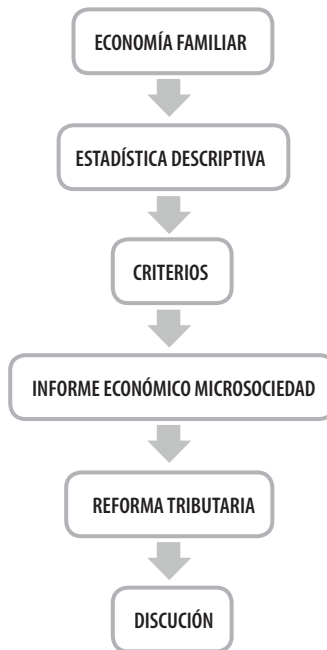 ECONOMÍA FAMILIAR
ESTADÍSTICA DESCRIPTIVA
CRITERIOS
INFORME ECONÓMICO MICROSOCIEDAD
REFORMA TRIBUTARIA
DISCUCIÓN